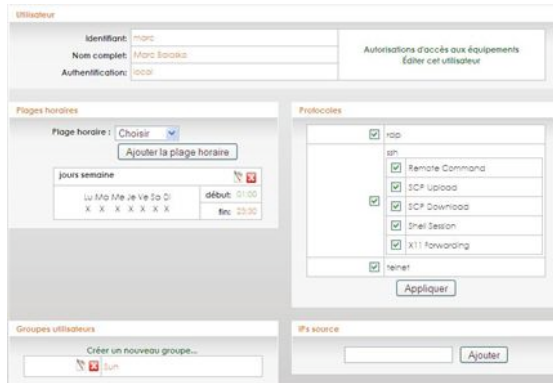 Utilisateur
Identifiant: marc
Nom complet: Marc
Authentification: local
Autorisations d'accès aux équipements
Éditer cet utilisateur
Plages horaires
Plage horaire : Choisir
Ajouter la plage horaire
jours semaine
Lu Ma Me Je Ve Sa Di
X X X X X X X
début: 01:00
fin: 23:30
Protocoles
rdp
ssh
Remote Command
SCP Upload
SCP Download
Shell Session
X11 Forwarding
telnet
Appliquer
Groupes utilisateurs
Créer un nouveau groupe...
Sun
IPs source
Ajouter